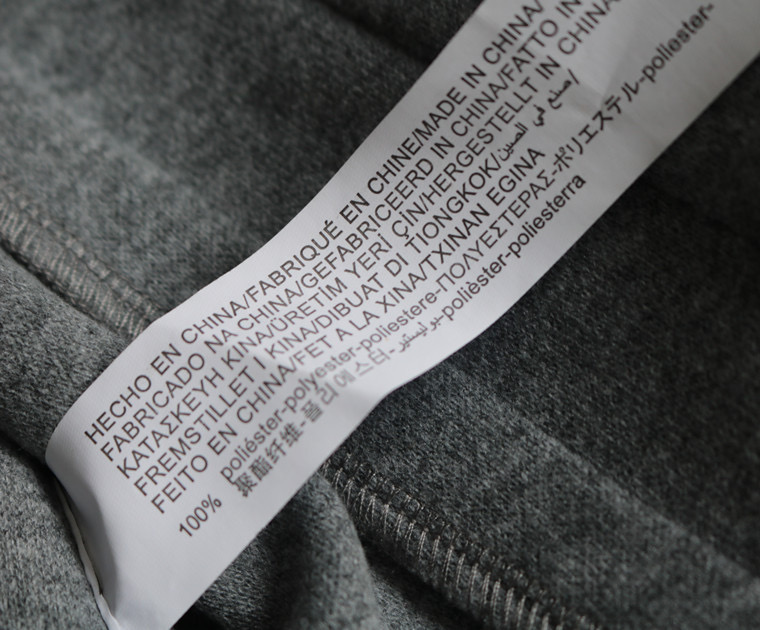 HECHO EN CHINA/FABRIQUÉ EN CHINE/MADE IN CHINA/
FABRICADO NA CHINA/GEFABRICEERD IN CHINA/FATTO IN
ΚΑΤΑΣΚΕΥΗ ΚΙΝΑ/ÜRETİM YERİ ÇİN/HERGESTELLT IN CHINA
FREMSTILLET I KINA/DIBUAT DI TIONGKOK/صنع في الصين/
FEITO EN CHINA/FET A LA XINA/TXINAN EGINA
100% poliéster-polyester-poliestere-ΠΟΛΥΕΣΤΕΡΑΣ-ポリエステル-poliester-
聚酯纤维-폴리에스터-بوليستير-polièster-poliesterra